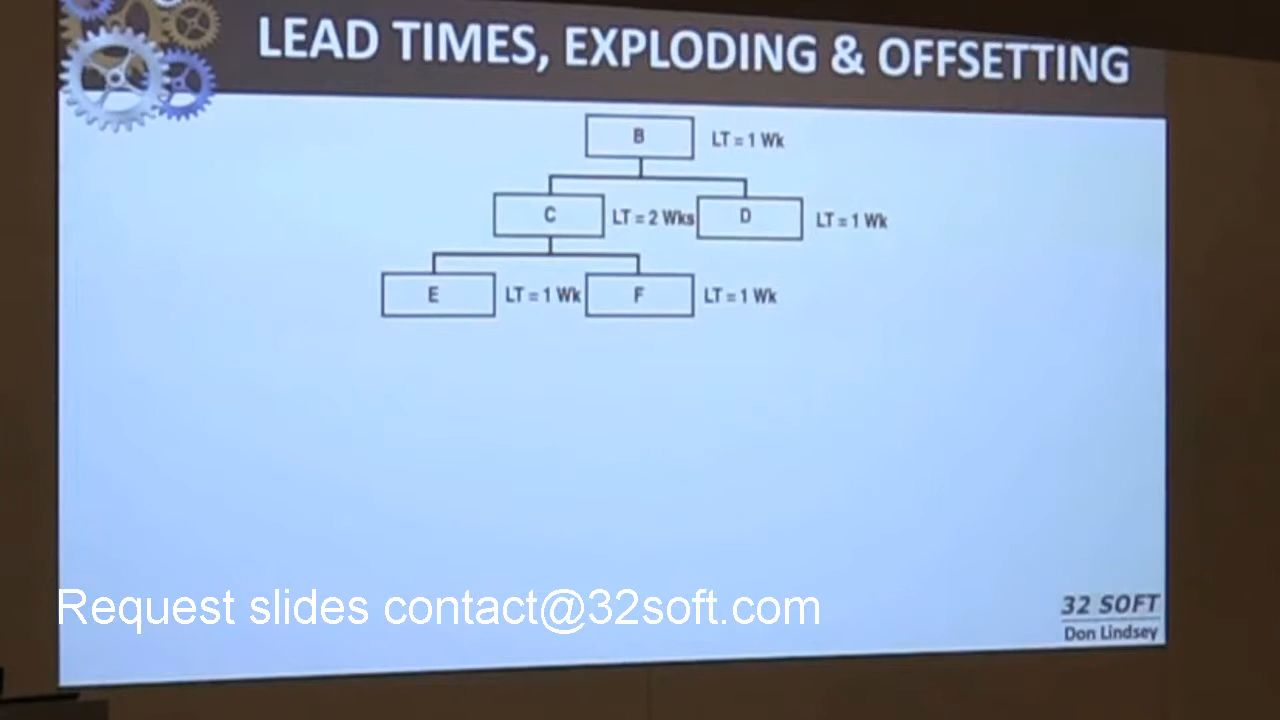 LEAD TIMES, EXPLODING & OFFSETTING
B LT = 1 Wk
C LT = 2 Wks D LT = 1 Wk
E LT = 1 Wk F LT = 1 Wk
Request slides contact@32soft.com
32 SOFT
Don Lindsey